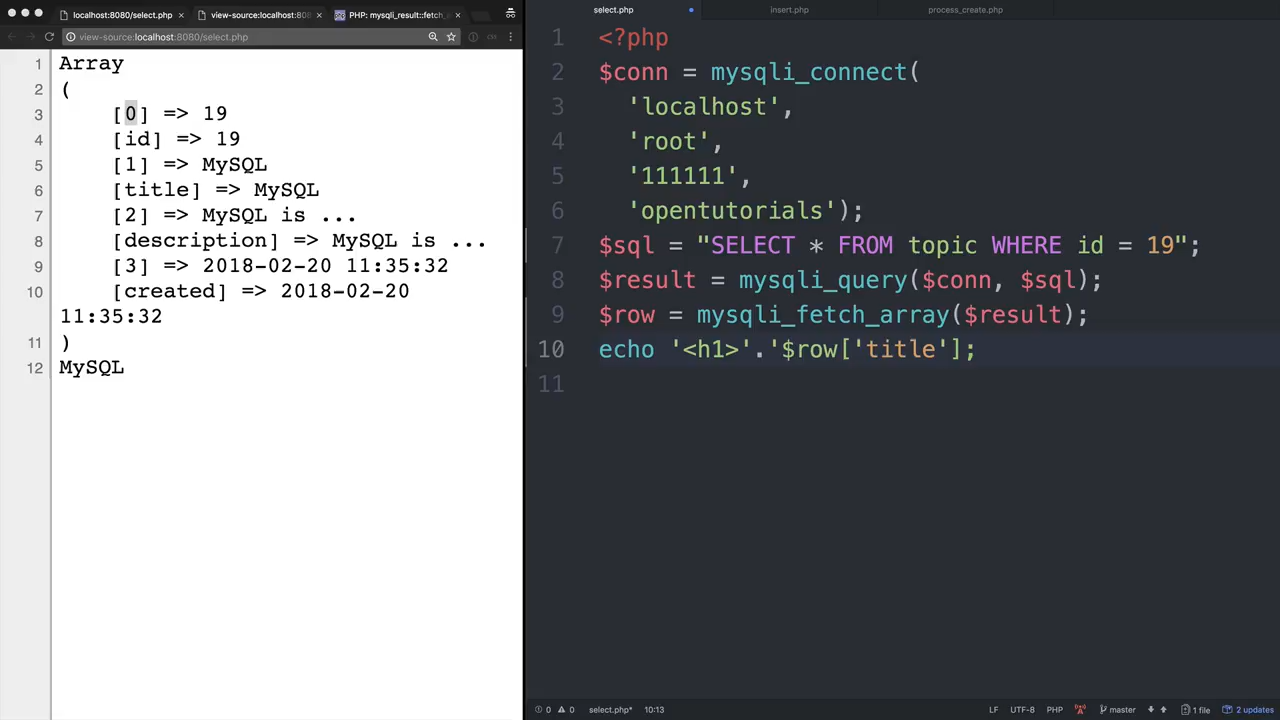 localhost:8080/select.php
view-source:localhost:8080/
PHP: mysqli_result::fetch_a
view-source:localhost:8080/select.php
1 Array
2 (
3 [0] => 19
4 [id] => 19
5 [1] => MySQL
6 [title] => MySQL
7 [2] => MySQL is ...
8 [description] => MySQL is ...
9 [3] => 2018-02-20 11:35:32
10 [created] => 2018-02-20
11:35:32
11 )
12 MySQL
select.php
insert.php
process_create.php
1 <?php
2 $conn = mysqli_connect(
3 'localhost',
4 'root',
5 '111111',
6 'opentutorials');
7 $sql = "SELECT * FROM topic WHERE id = 19";
8 $result = mysqli_query($conn, $sql);
9 $row = mysqli_fetch_array($result);
10 echo '<h1>'.'$row['title'];
11
0 0 select.php* 10:13
LF UTF-8 PHP master 1 file 2 updates